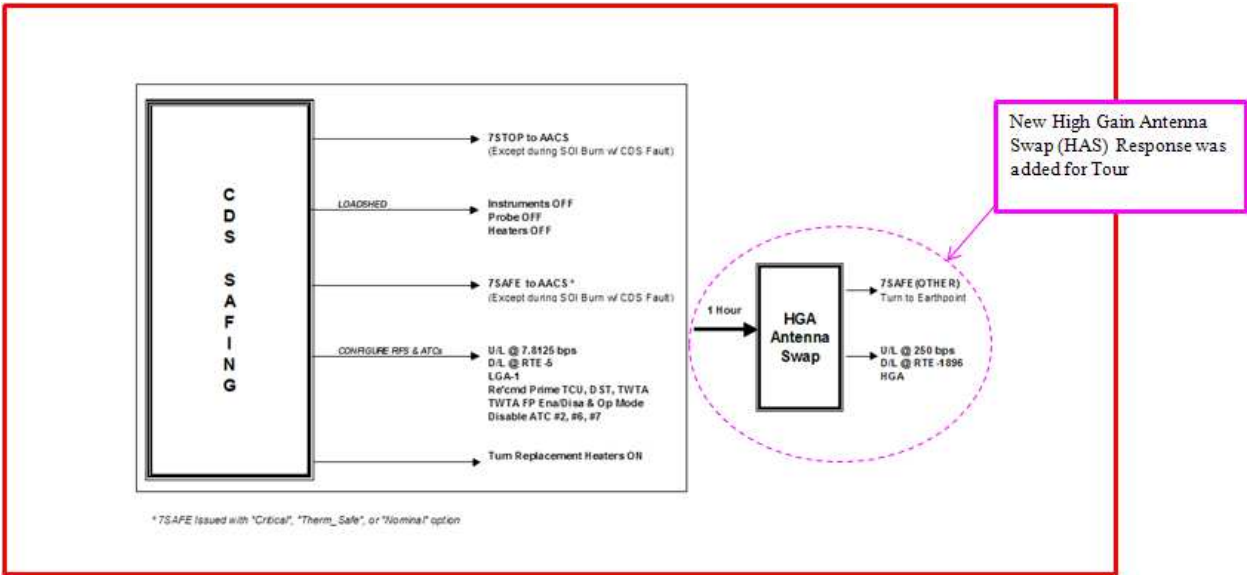 New High Gain Antenna
Swap (HAS) Response was
added for Tour
CDS SAFING
7STOP to AACS
(Except during SOI Burn w/ CDS Fault)
LOADSHED
Instruments OFF
Probe OFF
Heaters OFF
7SAFE to AACS *
(Except during SOI Burn w/ CDS Fault)
CONFIGURE RFS & ATCs
U/L @ 7.8125 bps
D/L @ RTE-5
LGA-1
Re'cmd Prime TCU, DST, TWTA
TWTA FP Ena/Disa & Op Mode
Disable ATC #2, #6, #7
Turn Replacement Heaters ON
1 Hour
HGA
Antenna
Swap
7SAFE (OTHER)
Turn to Earthpoint
U/L @ 250 bps
D/L @ RTE-1896
HGA
* 7SAFE Issued with "Critical", "Therm_Safe", or "Nominal" option